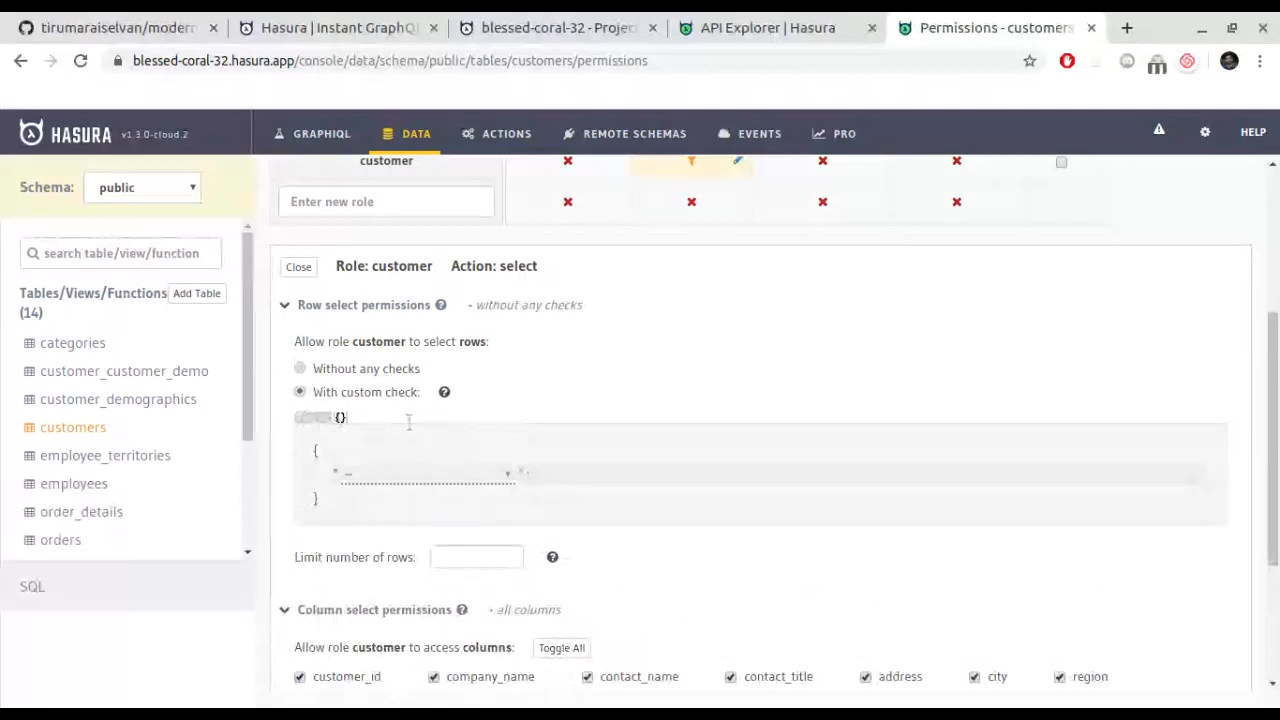 tirumaraiselvan/modern
Hasura | Instant GraphQ
blessed-coral-32 - Projec
API Explorer | Hasura
Permissions - customers
blessed-coral-32.hasura.app/console/data/schema/public/tables/customers/permissions
HASURA v1.3.0-cloud 2
GRAPHIQL
DATA
ACTIONS
REMOTE SCHEMAS
EVENTS
PRO
HELP
Schema: public
search table/view/function
Tables/Views/Functions Add Table
(14)
categories
customer_customer_demo
customer_demographics
customers
employee_territories
employees
order_details
orders
SQL
customer
Enter new role
Close Role: customer Action: select
Row select permissions - without any checks
Allow role customer to select rows:
Without any checks
With custom check:
{}
{
" -- ":
}
Limit number of rows:
Column select permissions - all columns
Allow role customer to access columns: Toggle All
customer_id company_name contact_name contact_title address city region